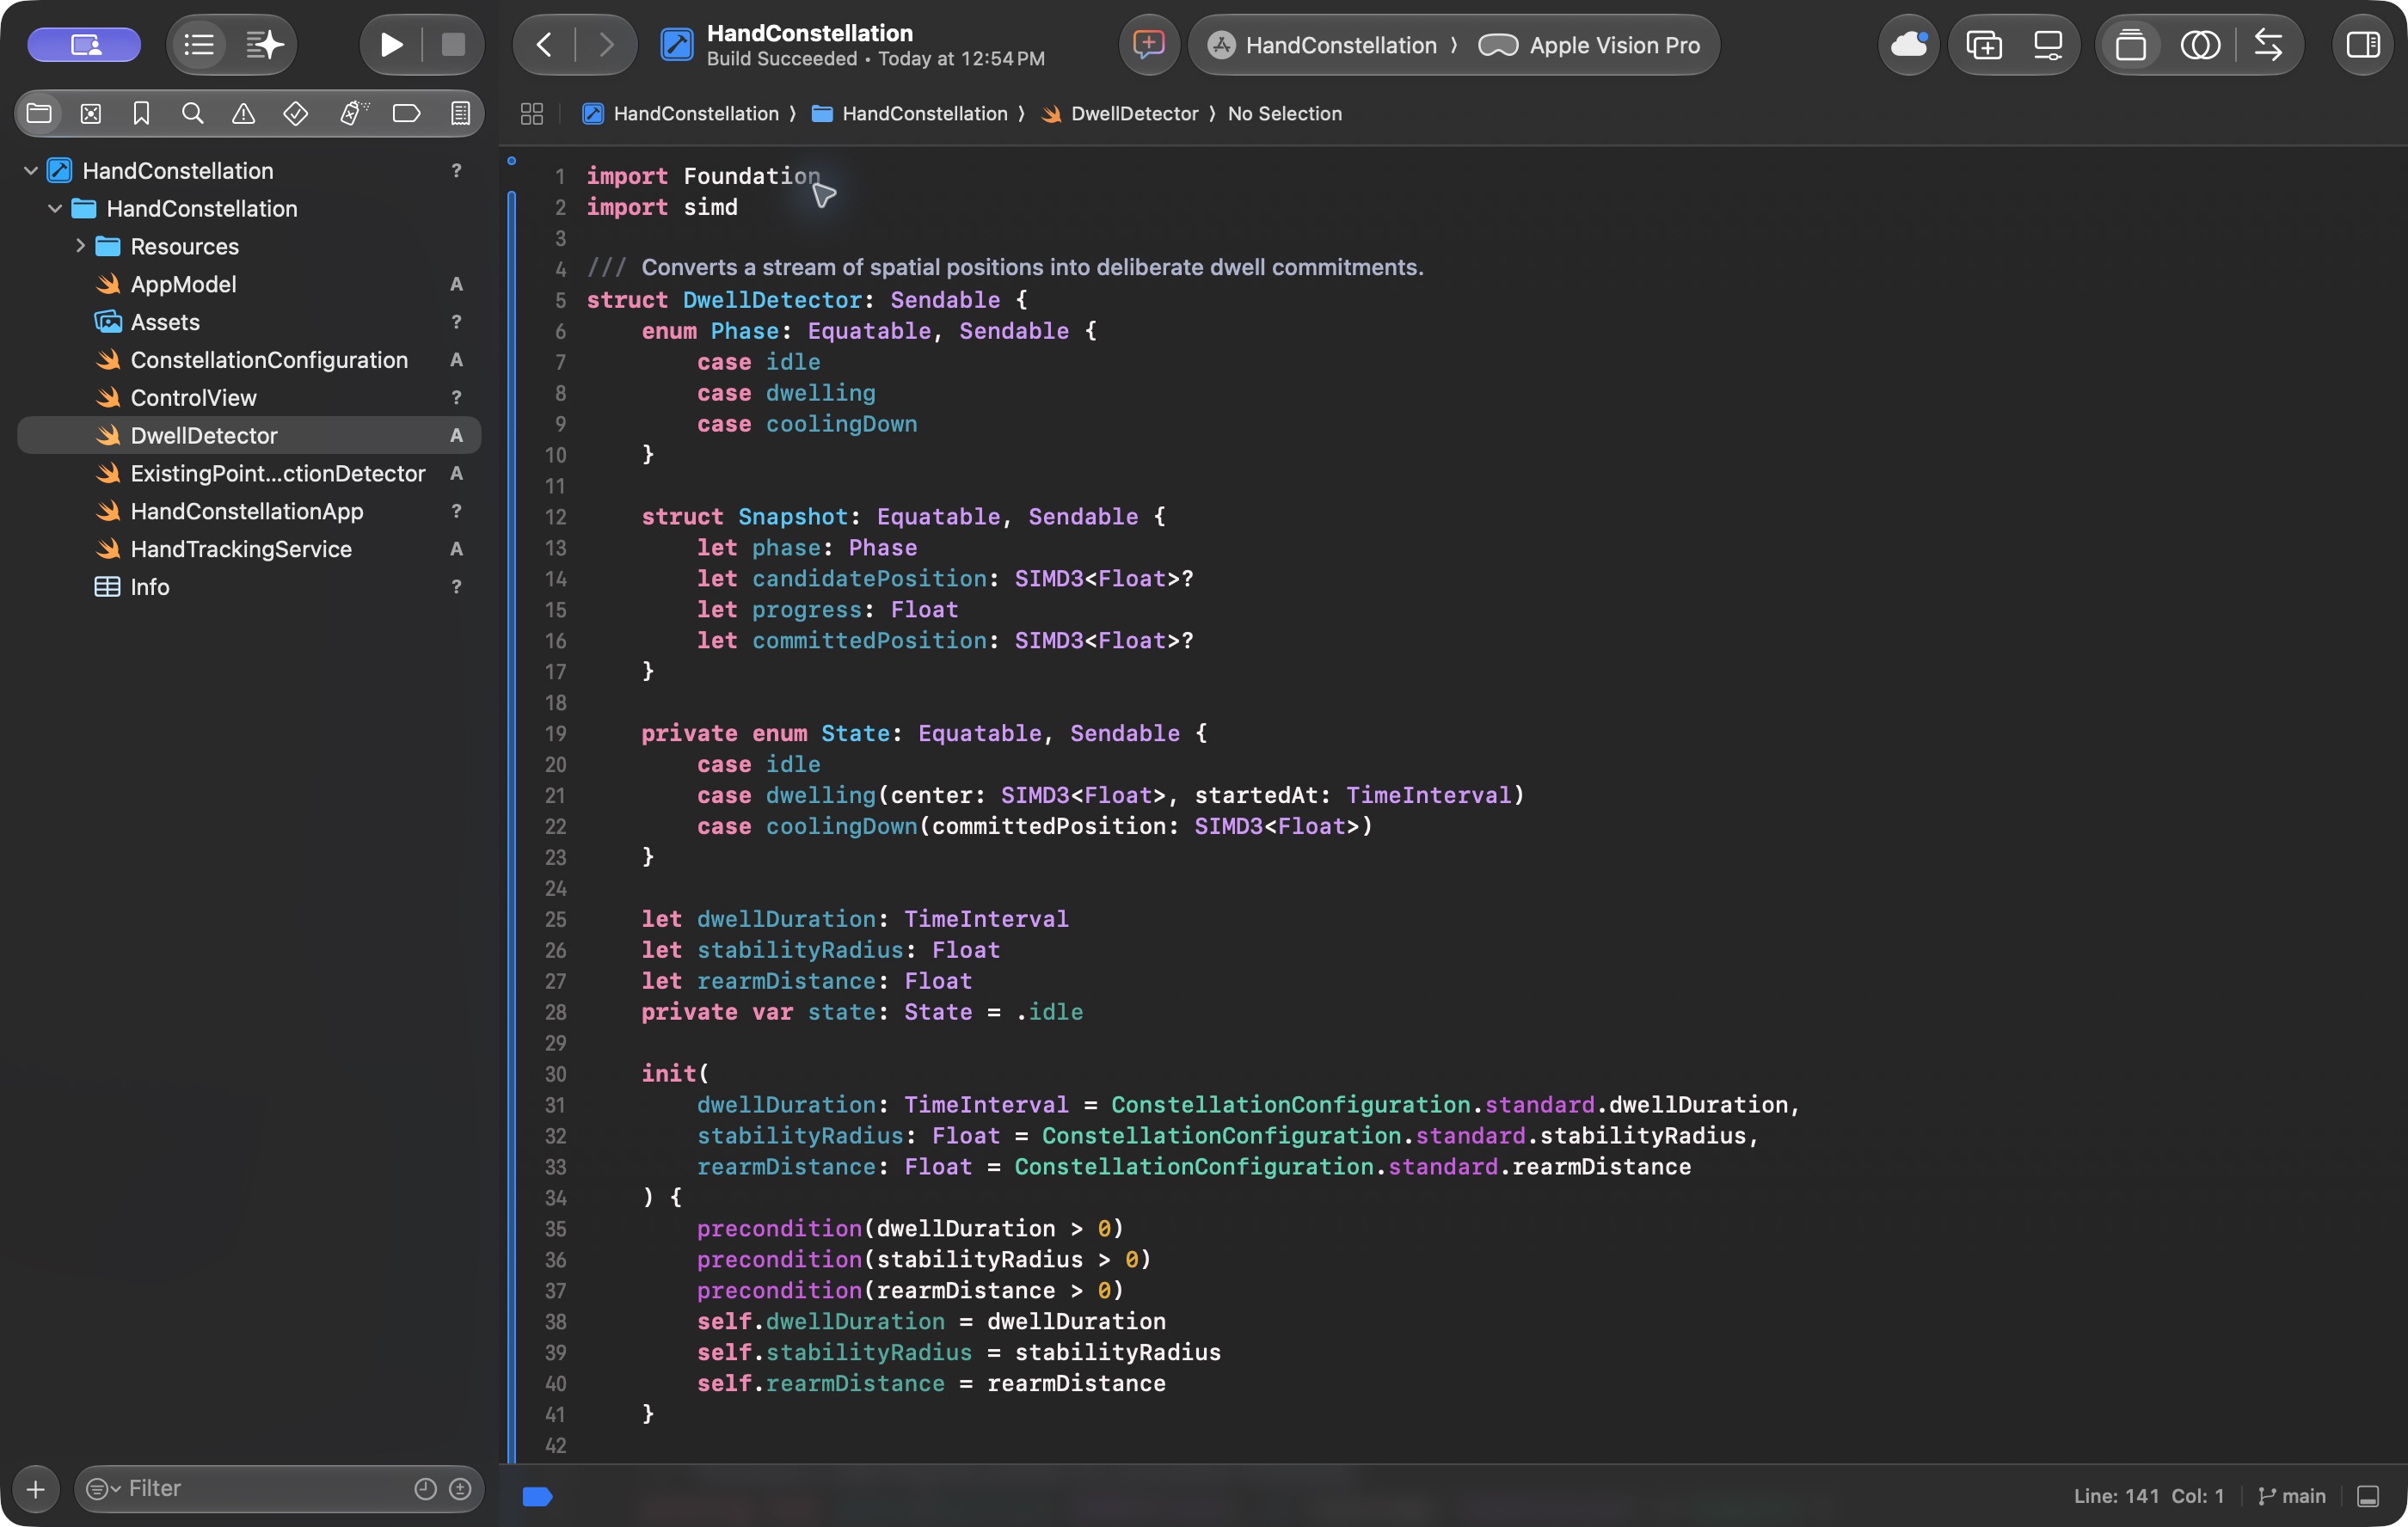 HandConstellation
Build Succeeded • Today at 12:54 PM
HandConstellation 〉 Apple Vision Pro
HandConstellation 〉 HandConstellation 〉 DwellDetector 〉 No Selection
HandConstellation ?
HandConstellation
Resources
AppModel A
Assets ?
ConstellationConfiguration A
ControlView ?
DwellDetector A
ExistingPoint...ctionDetector A
HandConstellationApp ?
HandTrackingService A
Info ?
Filter
1 import Foundation
2 import simd
3
4 /// Converts a stream of spatial positions into deliberate dwell commitments.
5 struct DwellDetector: Sendable {
6     enum Phase: Equatable, Sendable {
7         case idle
8         case dwelling
9         case coolingDown
10     }
11
12     struct Snapshot: Equatable, Sendable {
13         let phase: Phase
14         let candidatePosition: SIMD3<Float>?
15         let progress: Float
16         let committedPosition: SIMD3<Float>?
17     }
18
19     private enum State: Equatable, Sendable {
20         case idle
21         case dwelling(center: SIMD3<Float>, startedAt: TimeInterval)
22         case coolingDown(committedPosition: SIMD3<Float>)
23     }
24
25     let dwellDuration: TimeInterval
26     let stabilityRadius: Float
27     let rearmDistance: Float
28     private var state: State = .idle
29
30     init(
31         dwellDuration: TimeInterval = ConstellationConfiguration.standard.dwellDuration,
32         stabilityRadius: Float = ConstellationConfiguration.standard.stabilityRadius,
33         rearmDistance: Float = ConstellationConfiguration.standard.rearmDistance
34     ) {
35         precondition(dwellDuration > 0)
36         precondition(stabilityRadius > 0)
37         precondition(rearmDistance > 0)
38         self.dwellDuration = dwellDuration
39         self.stabilityRadius = stabilityRadius
40         self.rearmDistance = rearmDistance
41     }
42
Line: 141 Col: 1
main